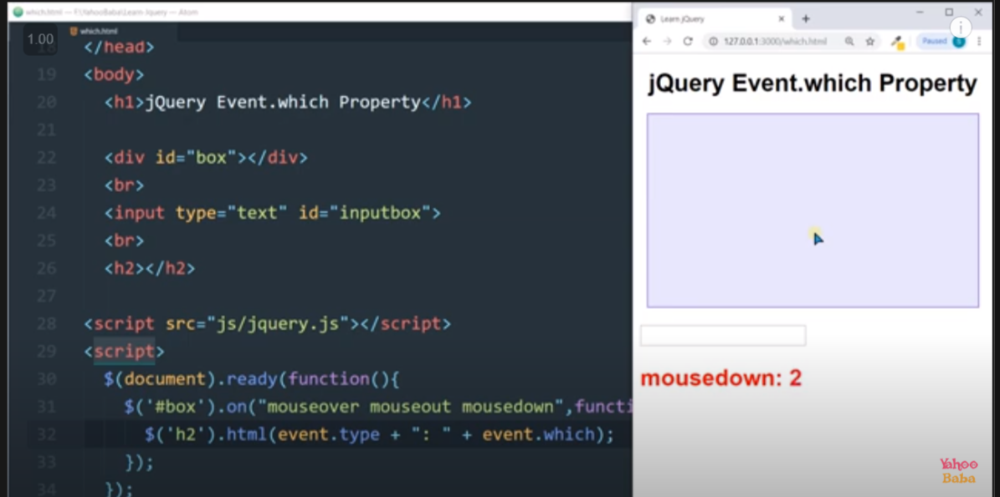 which.html — F:\YahooBaba\Learn-Jquery — Atom
1.00
which.html
18 </head>
19 <body>
20 <h1>jQuery Event.which Property</h1>
21
22 <div id="box"></div>
23 <br>
24 <input type="text" id="inputbox">
25 <br>
26 <h2></h2>
27
28 <script src="js/jquery.js"></script>
29 <script>
30 $(document).ready(function(){
31 $('#box').on("mouseover mouseout mousedown",functi
32 $('h2').html(event.type + ": " + event.which);
33 });
34 });
Learn jQuery
127.0.0.1:3000/which.html
Paused
jQuery Event.which Property
mousedown: 2
Yahoo
Baba